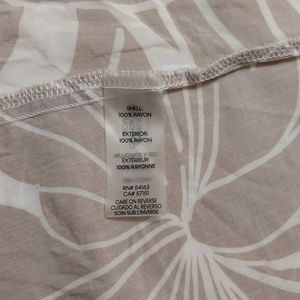 SHELL:
100% RAYON
EXTERIOR:
100% RAYON
EXTÉRIEUR:
100% RAYONNE
RN# 54163
CA# 57151
CARE ON REVERSE
CUIDADO AL REVERSO
SOIN SUR L'INVERSE